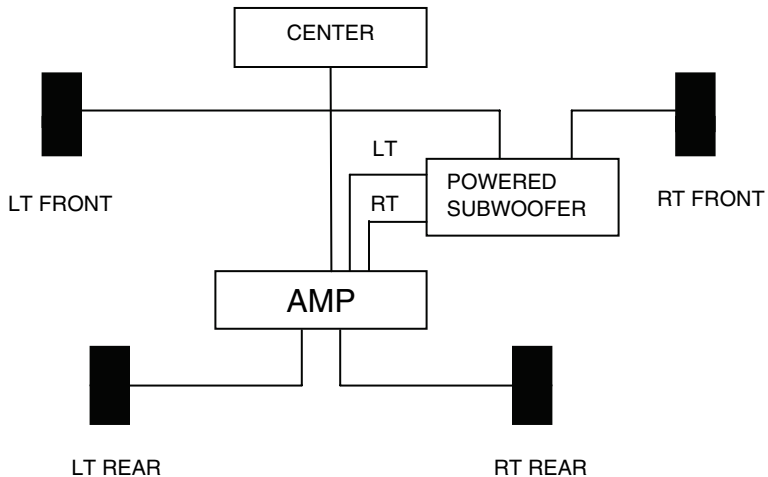 CENTER
LT
POWERED
SUBWOOFER
RT
LT FRONT
RT FRONT
AMP
LT REAR
RT REAR